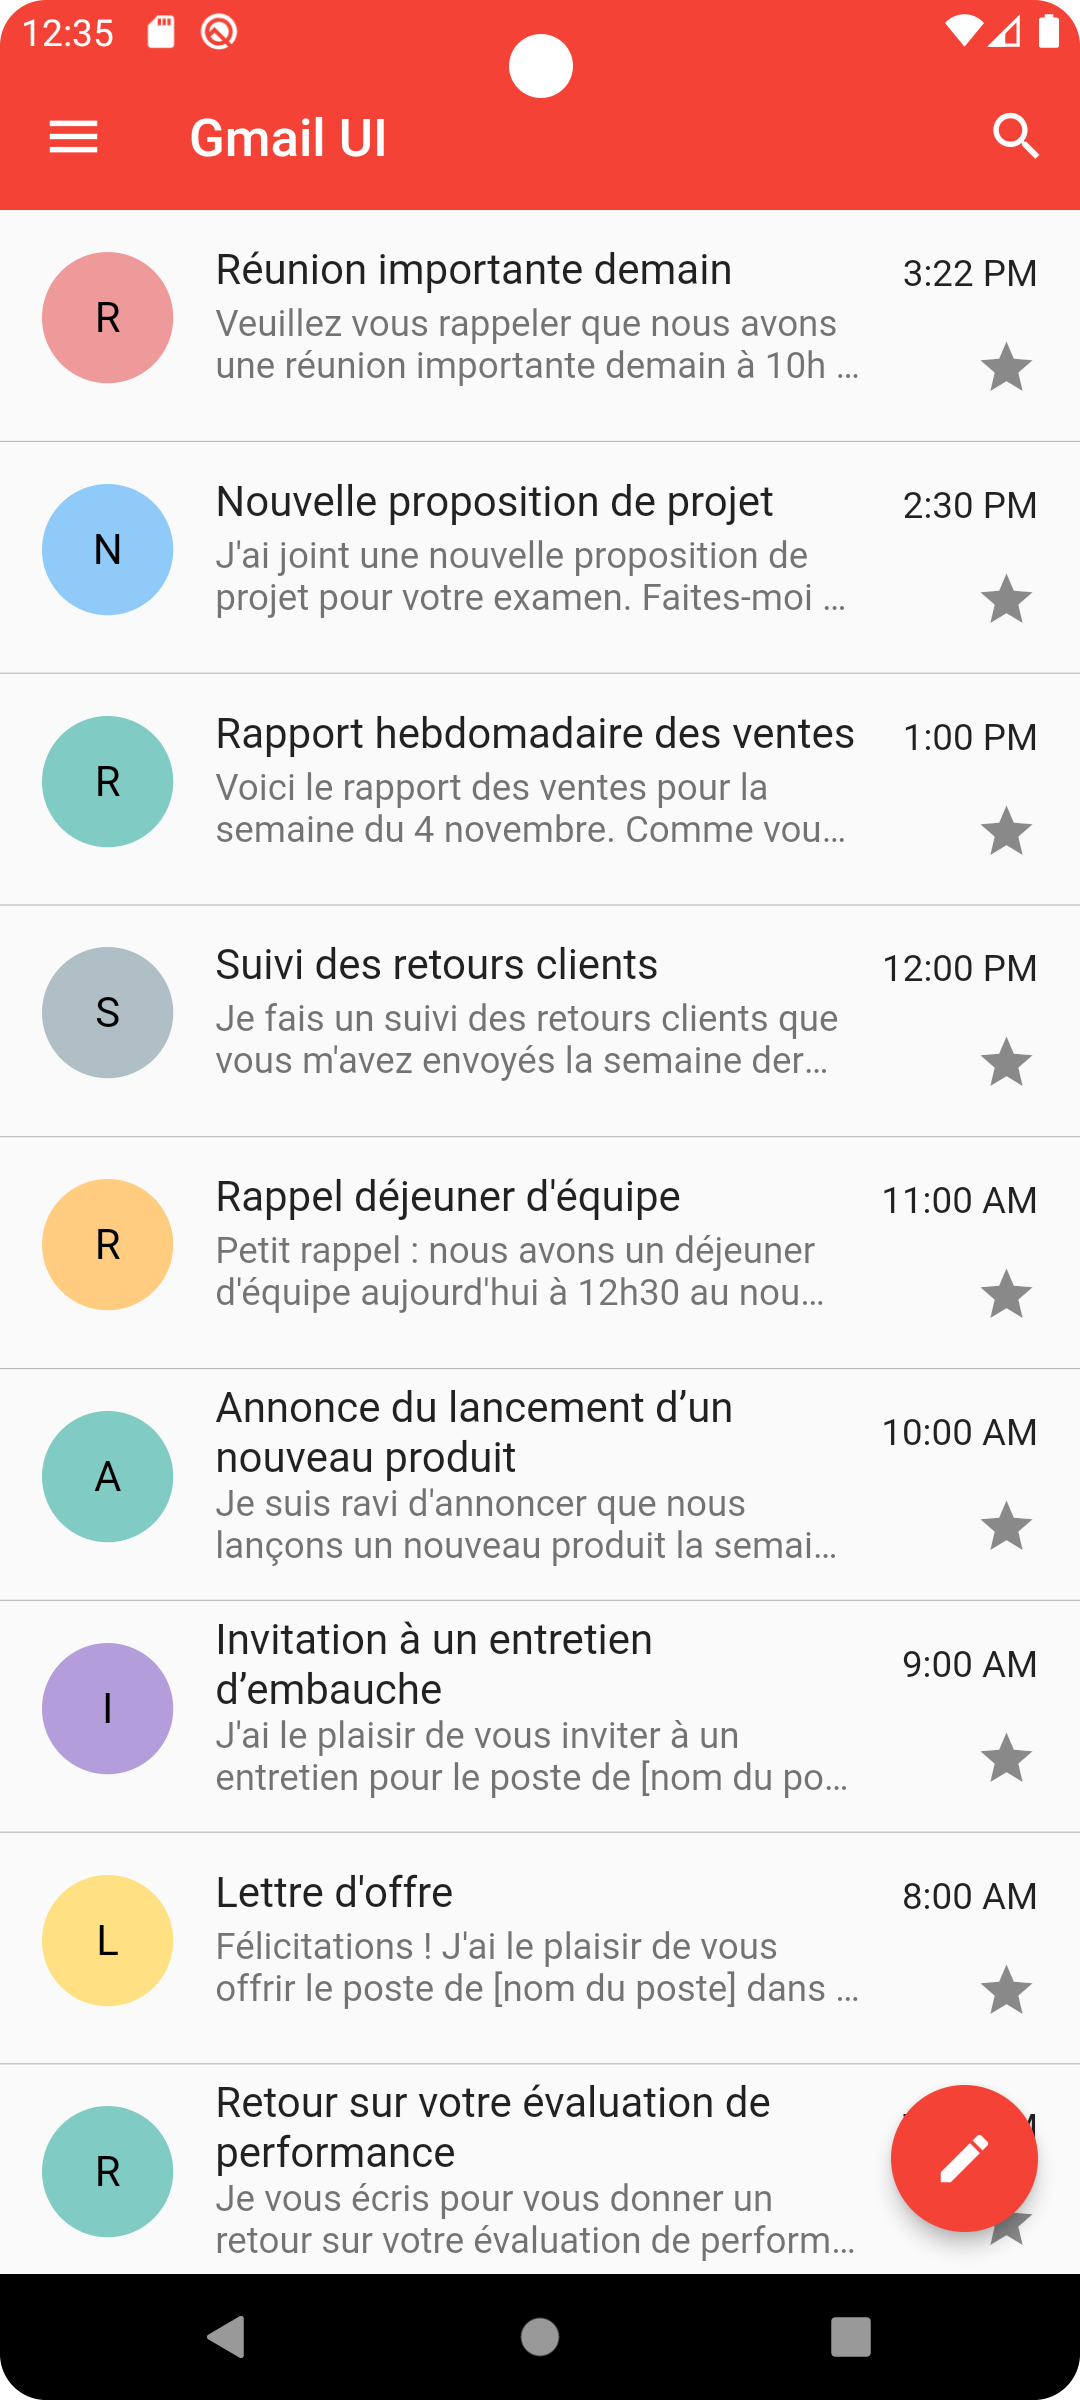 12:35
Gmail UI
R
Réunion importante demain
3:22 PM
Veuillez vous rappeler que nous avons
une réunion importante demain à 10h ...
N
Nouvelle proposition de projet
2:30 PM
J'ai joint une nouvelle proposition de
projet pour votre examen. Faites-moi ...
R
Rapport hebdomadaire des ventes
1:00 PM
Voici le rapport des ventes pour la
semaine du 4 novembre. Comme vou...
S
Suivi des retours clients
12:00 PM
Je fais un suivi des retours clients que
vous m'avez envoyés la semaine der...
R
Rappel déjeuner d'équipe
11:00 AM
Petit rappel : nous avons un déjeuner
d'équipe aujourd'hui à 12h30 au nou...
A
Annonce du lancement d’un
nouveau produit
10:00 AM
Je suis ravi d'annoncer que nous
lançons un nouveau produit la semai...
I
Invitation à un entretien
d’embauche
9:00 AM
J'ai le plaisir de vous inviter à un
entretien pour le poste de [nom du po...
L
Lettre d'offre
8:00 AM
Félicitations ! J'ai le plaisir de vous
offrir le poste de [nom du poste] dans ...
R
Retour sur votre évaluation de
performance
Je vous écris pour vous donner un
retour sur votre évaluation de perform...